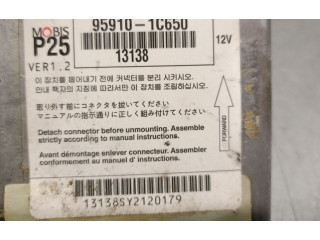 MOBIS
95910-1C650
P25
13138
12V
VER1.2
이 장치를 떼어내기 전에 커넥터를 분리 시키시오.
안내 책자의 지침에 따라서만 이 장치를 조립하십시오
取り外す前にコネクタを抜いてください
マニュアルの指示通りに正しく組み付けてください
FORWARD
Detach connector before unmounting. Assemble
strictly according to manual instructions.
Avant démontage enlever connecteur. Assembler
conformement au manuel d' instructions.
13138SY2120179